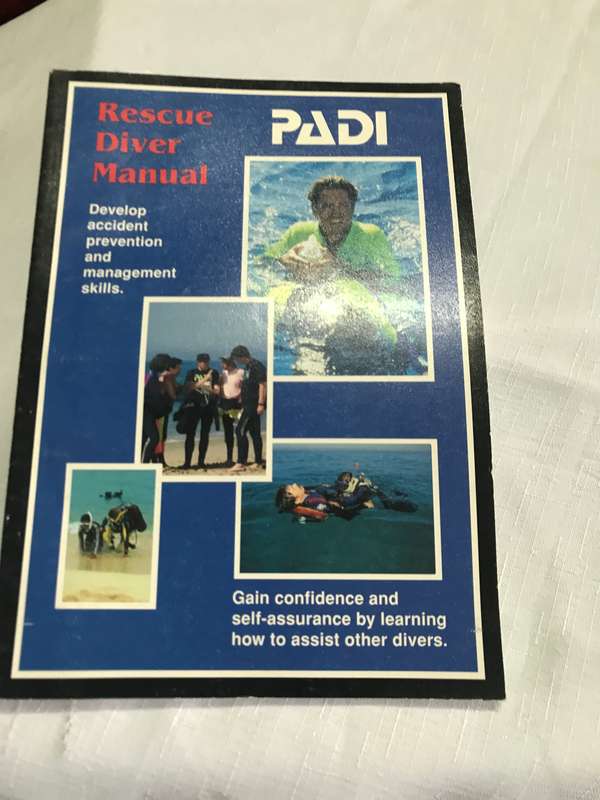 Rescue
Diver
Manual
PADI
Develop
accident
prevention
and
management
skills.
Gain confidence and
self-assurance by learning
how to assist other divers.